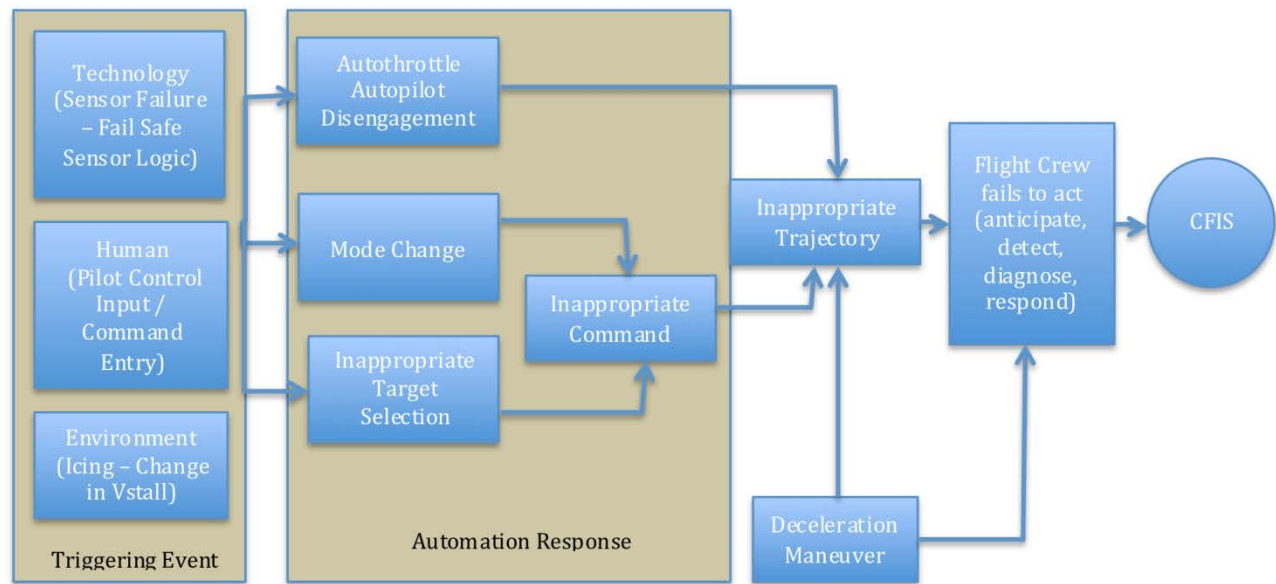 Technology
(Sensor Failure
– Fail Safe
Sensor Logic)
Human
(Pilot Control
Input /
Command
Entry)
Environment
(Icing – Change
in Vstall)
Triggering Event
Autothrottle
Autopilot
Disengagement
Mode Change
Inappropriate
Target
Selection
Inappropriate
Command
Automation Response
Inappropriate
Trajectory
Deceleration
Maneuver
Flight Crew
fails to act
(anticipate,
detect,
diagnose,
respond)
CFIS